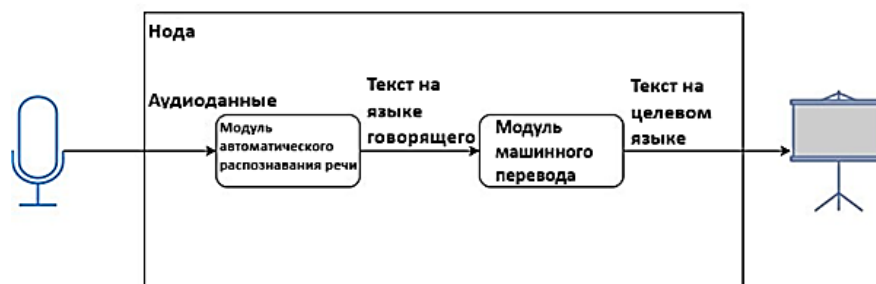 Нода
Аудиоданные
Модуль
автоматического
распознавания речи
Текст на
языке
говорящего
Модуль
машинного
перевода
Текст на
целевом
языке